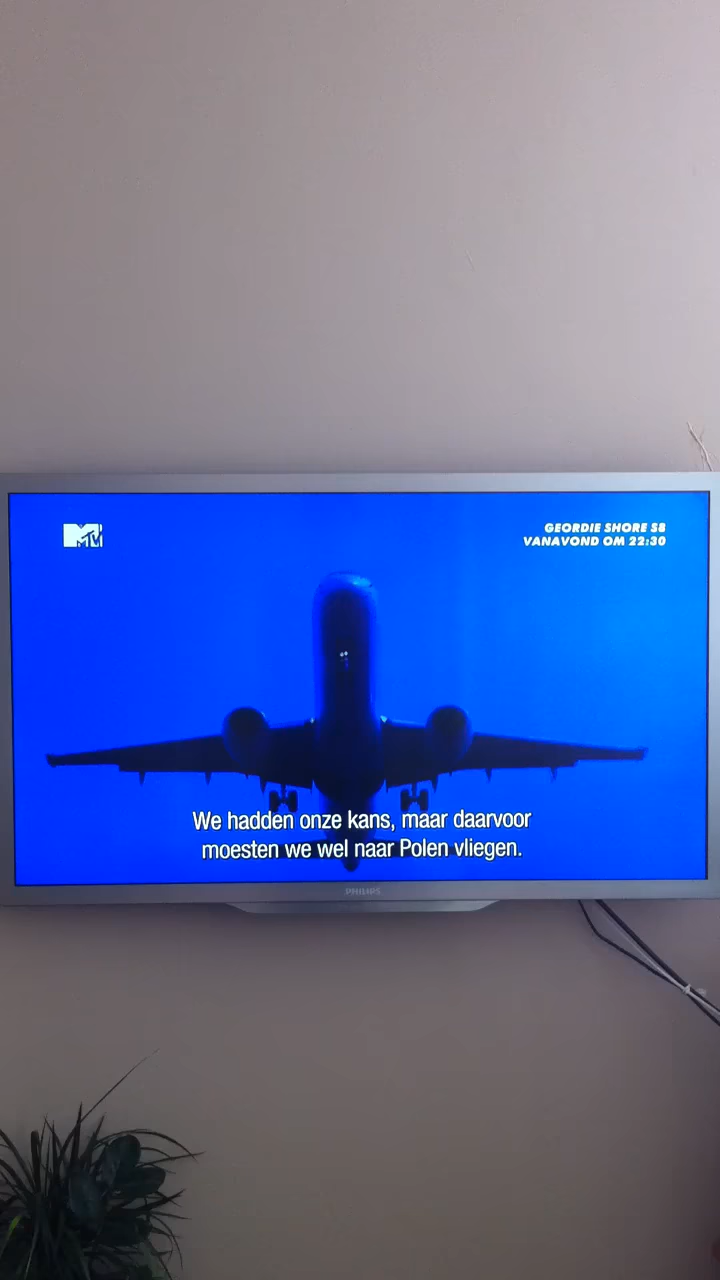 MTV
GEORDIE SHORE S8
VANAVOND OM 22:30
We hadden onze kans, maar daarvoor
moesten we wel naar Polen vliegen.
PHILIPS